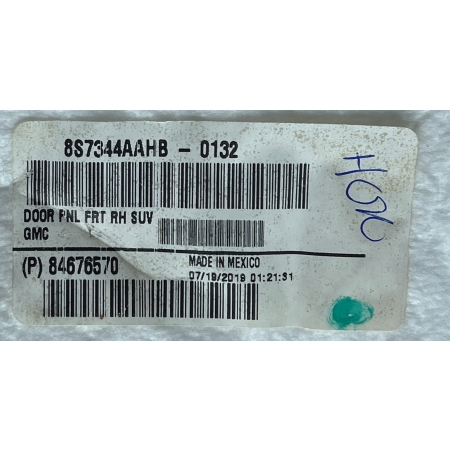 8S7344AAHB - 0132
DOOR PNL FRT RH SUV
GMC
(P) 84676570
MADE IN MEXICO
07/19/2019 01:21:31